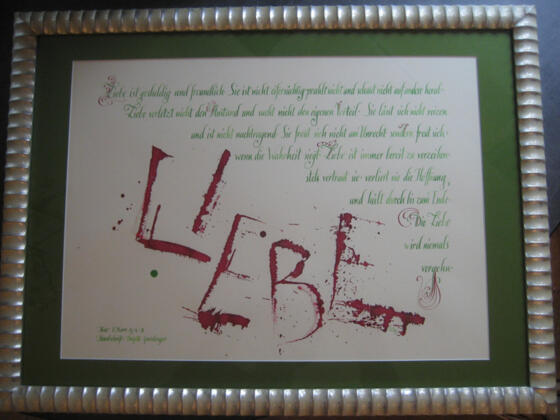 Liebe ist geduldig und freundlich. Sie ist nicht eifersüchtig, prahlt nicht und schaut nicht auf andere herab.
Liebe verletzt nicht den Anstand und sucht nicht den eigenen Vorteil. Sie lässt sich nicht reizen
und ist nicht nachtragend. Sie freut sich nicht am Unrecht sondern freut sich,
wenn die Wahrheit siegt. Liebe ist immer bereit zu verzeihen,
stets vertraut sie, verliert nie die Hoffnung,
und hält durch bis zum Ende.
Die Liebe
wird niemals
vergehn.
LIEBE